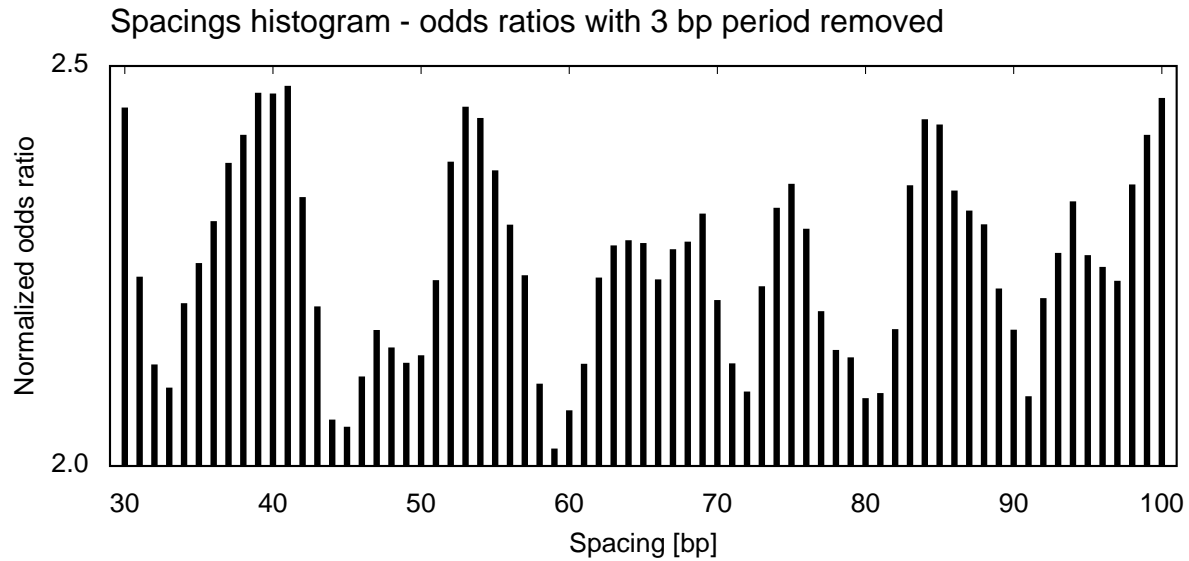 Spacings histogram - odds ratios with 3 bp period removed
2.5
Normalized odds ratio
2.0
30 40 50 60 70 80 90 100
Spacing [bp]